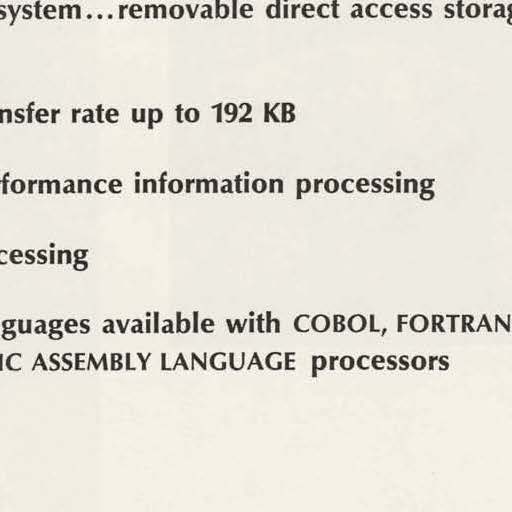 system...removable direct access storag
nsfer rate up to 192 KB
formance information processing
cessing
guages available with COBOL, FORTRAN
IC ASSEMBLY LANGUAGE processors